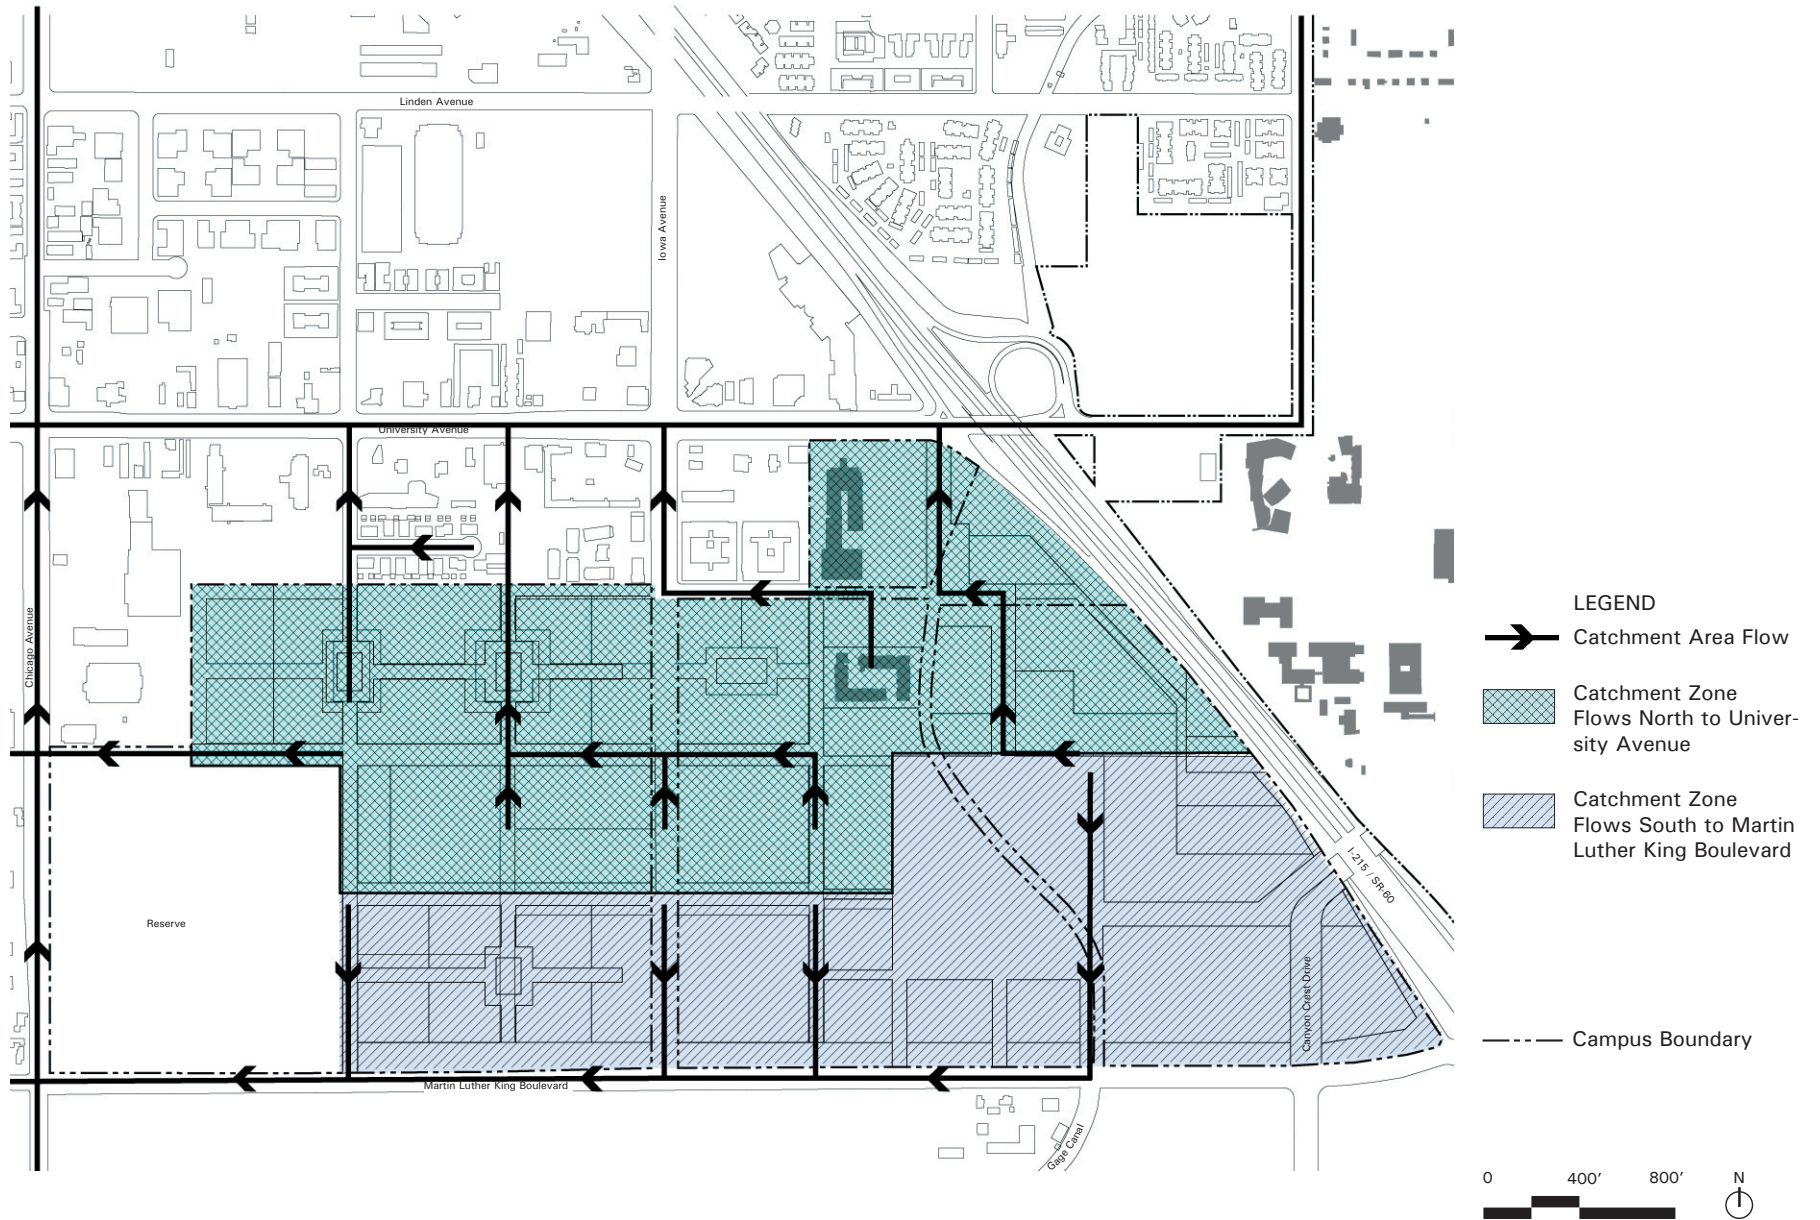 Linden Avenue
Iowa Avenue
University Avenue
Chicago Avenue
Reserve
I-215 / SR-60
Canyon Crest Drive
Martin Luther King Boulevard
Gage Canal
LEGEND
Catchment Area Flow
Catchment Zone
Flows North to Univer-
sity Avenue
Catchment Zone
Flows South to Martin
Luther King Boulevard
Campus Boundary
0 400’ 800’
N